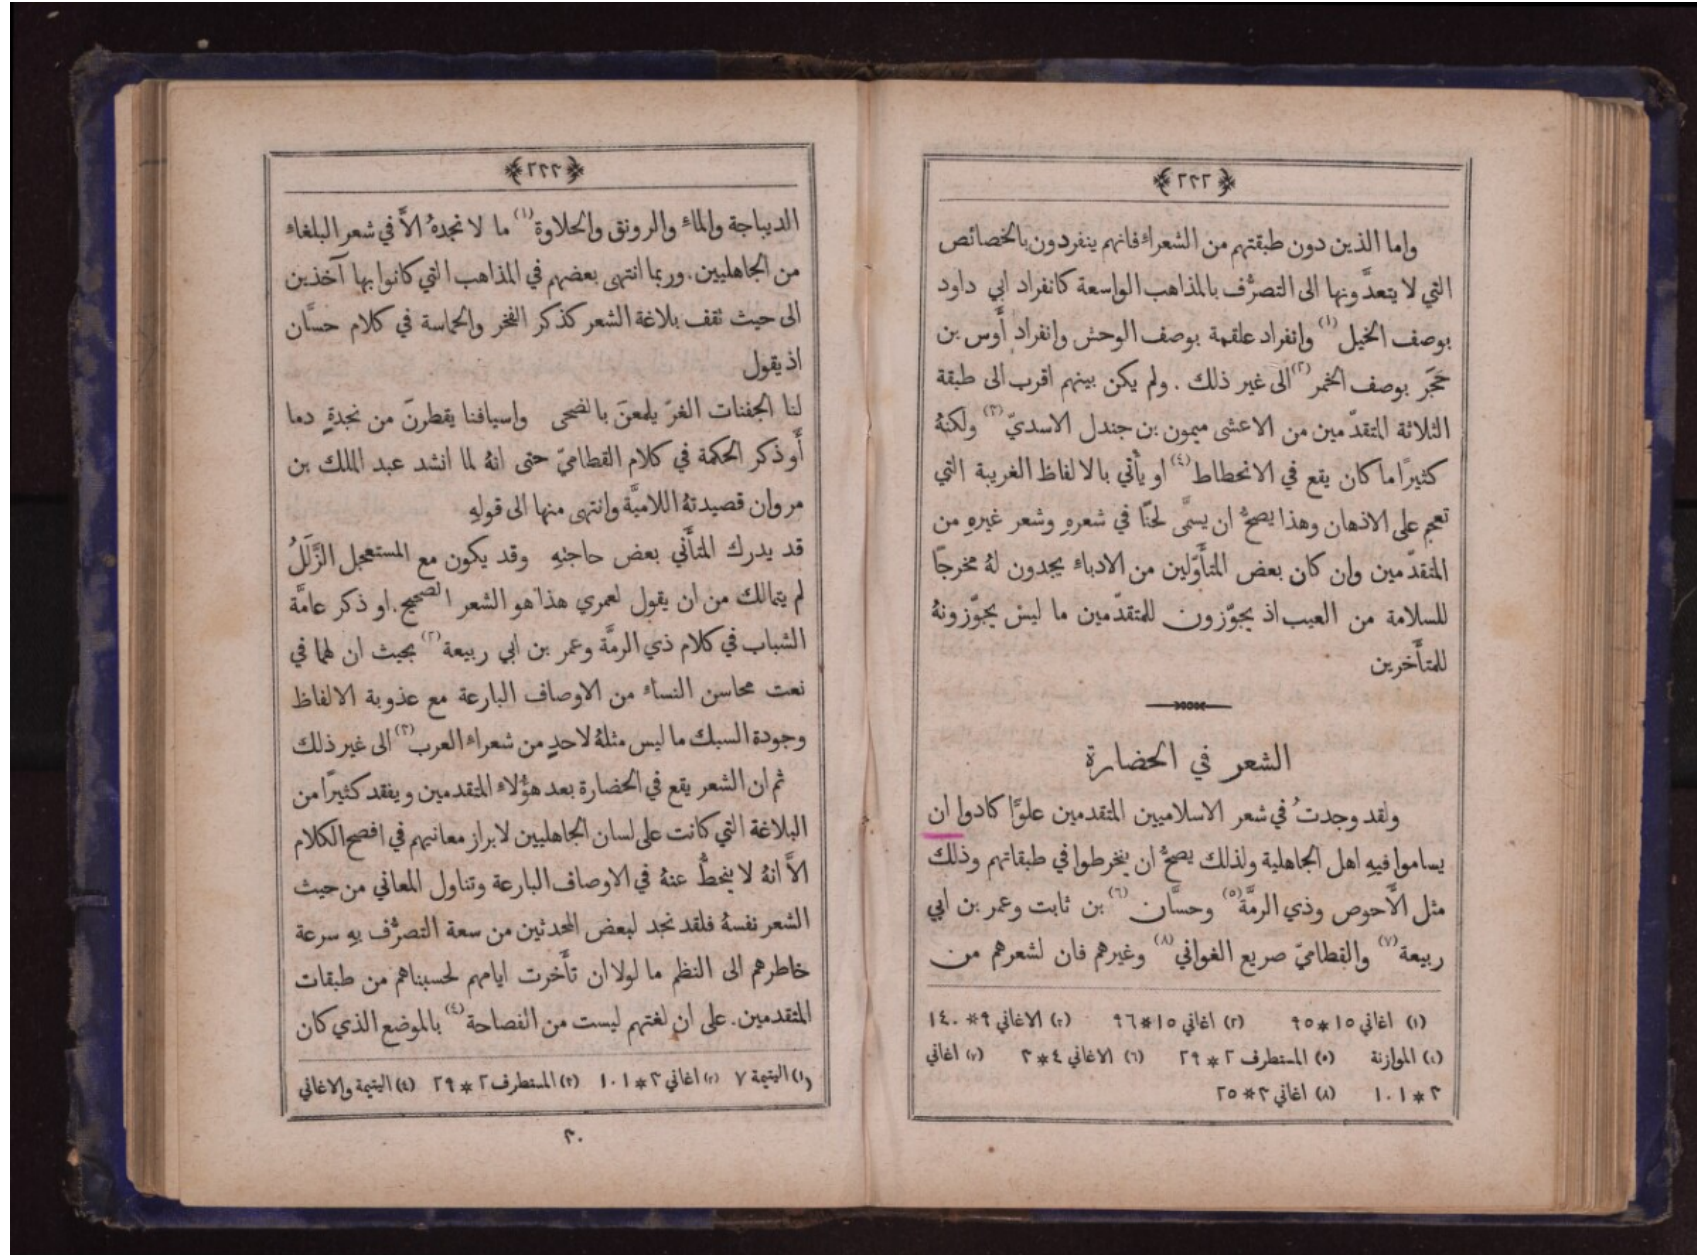 ﴿٢٣٢﴾
واما الذين دون طبقتهم من الشعراء فانهم ينفردون بالخصائص
التي لا يتعدَّونها الى التصرُّف بالمذاهب الواسعة كانفراد ابي داود
بوصف الخيل (١) وانفراد علقمة بوصف الوحش وانفراد أَوس بن
حَجَر بوصف الخمر (٢) الى غير ذلك . ولم يكن بينهم اقرب الى طبقة
الثلاثة المتقدّمين من الاعشى ميمون بن جندل الاسديّ (٣) ولكنهُ
كثيرًا ما كان يقع في الانحطاط (٤) او يأتي بالالفاظ الغريبة التي
تعجم على الاذهان وهذا يصحُّ ان يسمَّى لحنًا في شعرهِ وشعر غيرهِ من
المتقدّمين وان كان بعض المتأَوّلين من الادباء يجدون لهُ مخرجًا
للسلامة من العيب اذ يجوّزون للمتقدّمين ما ليس يجوّزونهُ
للمتأَخرين
الشعر في الحضارة
ولقد وجدتُ في شعر الاسلاميين المتقدمين علوًّا كادوا ان
يساموا فيهِ اهل الجاهلية ولذلك يصحُّ ان ينخرطوا في طبقاتهم وذلك
مثل الأَحوص وذي الرمَّة (٥) وحسَّان (٦) بن ثابت وعمر بن ابي
ربيعة (٧) والقطاميّ صريع الغواني (٨) وغيرهم فان لشعرهم من
(١) اغاني ١٥*٩٥ (٢) اغاني ١٥*٩٦ (٣) الاغاني ٩*١٤٠
(٤) الموازنة (٥) المستطرف ٢*٢٩ (٦) الاغاني ٤*٣ (٧) اغاني
٣*١٠١ (٨) اغاني ٣*٢٥
﴿٢٣٣﴾
الديباجة والماء والرونق والحلاوة (١) ما لا نجدهُ الاَّ في شعر البلغاء
من الجاهليين. وربما انتهى بعضهم في المذاهب التي كانوا بها آخذين
الى حيث تقف بلاغة الشعر كذكر الفخر والحماسة في كلام حسَّان
اذ يقول
لنا الجفنات الغرّ يلمعنَ بالضحى واسيافنا يقطرنَ من نجدةٍ دما
أَو ذكر الحكمة في كلام القطاميّ حتى انهُ لما انشد عبد الملك بن
مروان قصيدتهُ اللاميَّة وانتهى منها الى قولهِ
قد يدرك المتأَنّي بعض حاجتهِ وقد يكون مع المستعجل الزَّلَلُ
لم يتمالك من ان يقول لعمري هذا هو الشعر الصحيح. او ذكر عامَّة
الشباب في كلام ذي الرمَّة وعمر بن ابي ربيعة (٢) بحيث ان لهما في
نعت محاسن النساء من الاوصاف البارعة مع عذوبة الالفاظ
وجودة السبك ما ليس مثلهُ لاحدٍ من شعراء العرب (٣) الى غير ذلك
ثم ان الشعر يقع في الحضارة بعد هؤُلاء المتقدمين ويفقد كثيرًا من
البلاغة التي كانت على لسان الجاهليين لابراز معانيهم في افصح الكلام
الاَّ انهُ لا ينحطُّ عنهُ في الاوصاف البارعة وتناول المعاني من حيث
الشعر نفسهُ فلقد نجد لبعض المحدثين من سعة التصرُّف بهِ سرعة
خاطرهم الى النظم ما لولا ان تأَخرت ايامهم لحسبناهم من طبقات
المتقدمين. على ان لغتهم ليست من الفصاحة (٤) بالموضع الذي كان
(١) اليتيمة ٧ (٢) اغاني ٣*١٠١ (٣) المستطرف ٢*٢٩ (٤) اليتيمة والاغاني
٣٠